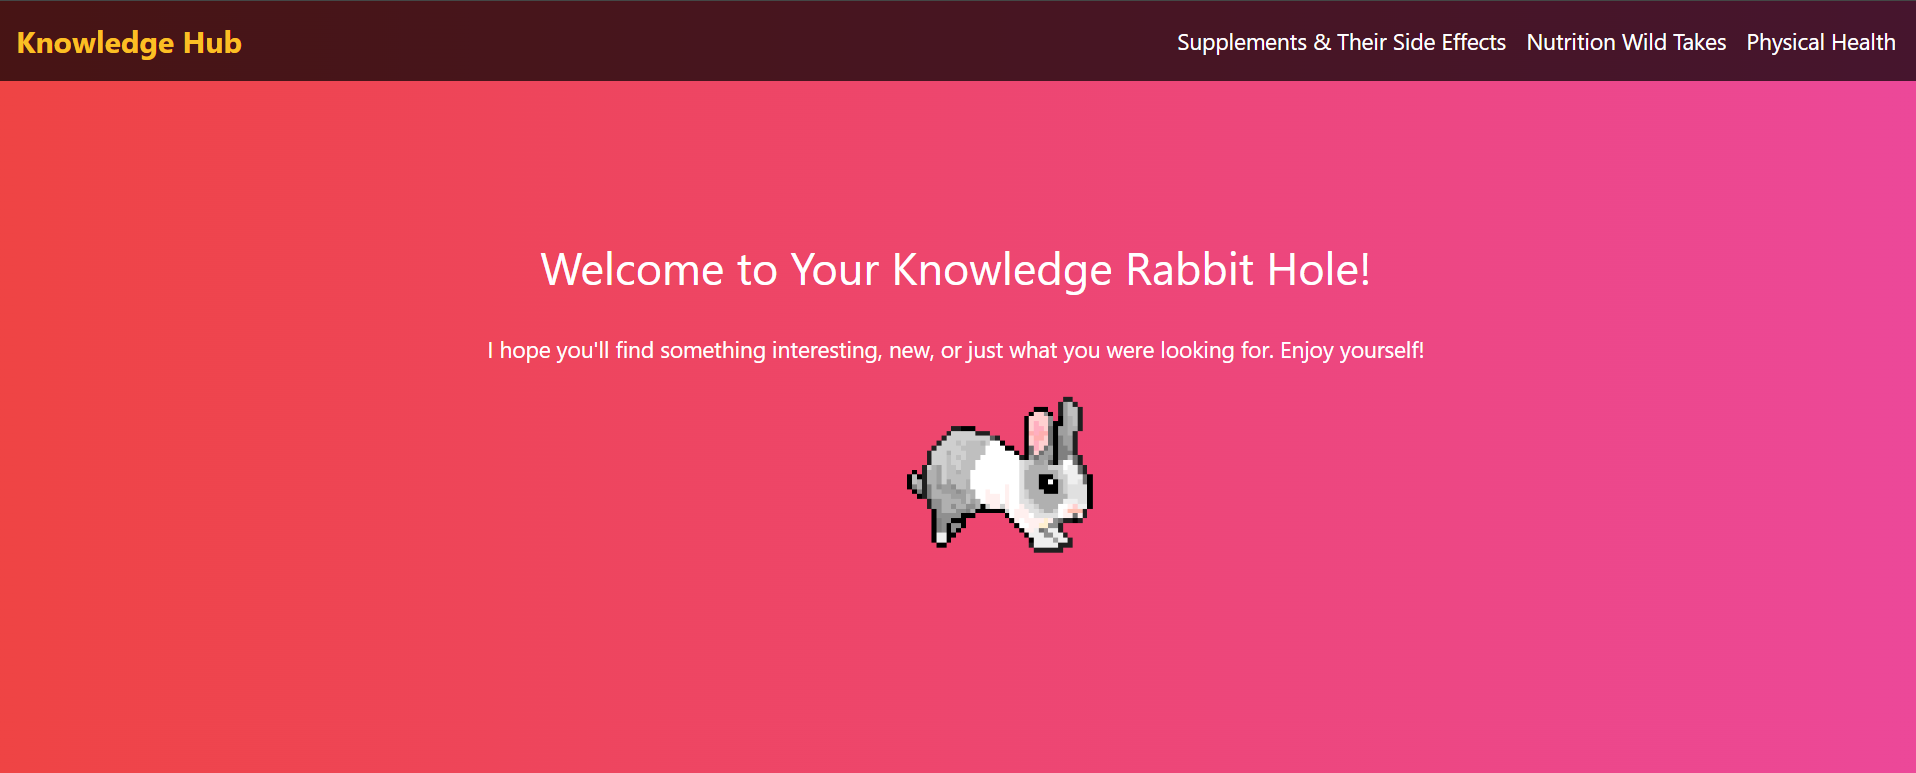 Knowledge Hub
Supplements & Their Side Effects
Nutrition Wild Takes
Physical Health
Welcome to Your Knowledge Rabbit Hole!
I hope you'll find something interesting, new, or just what you were looking for. Enjoy yourself!